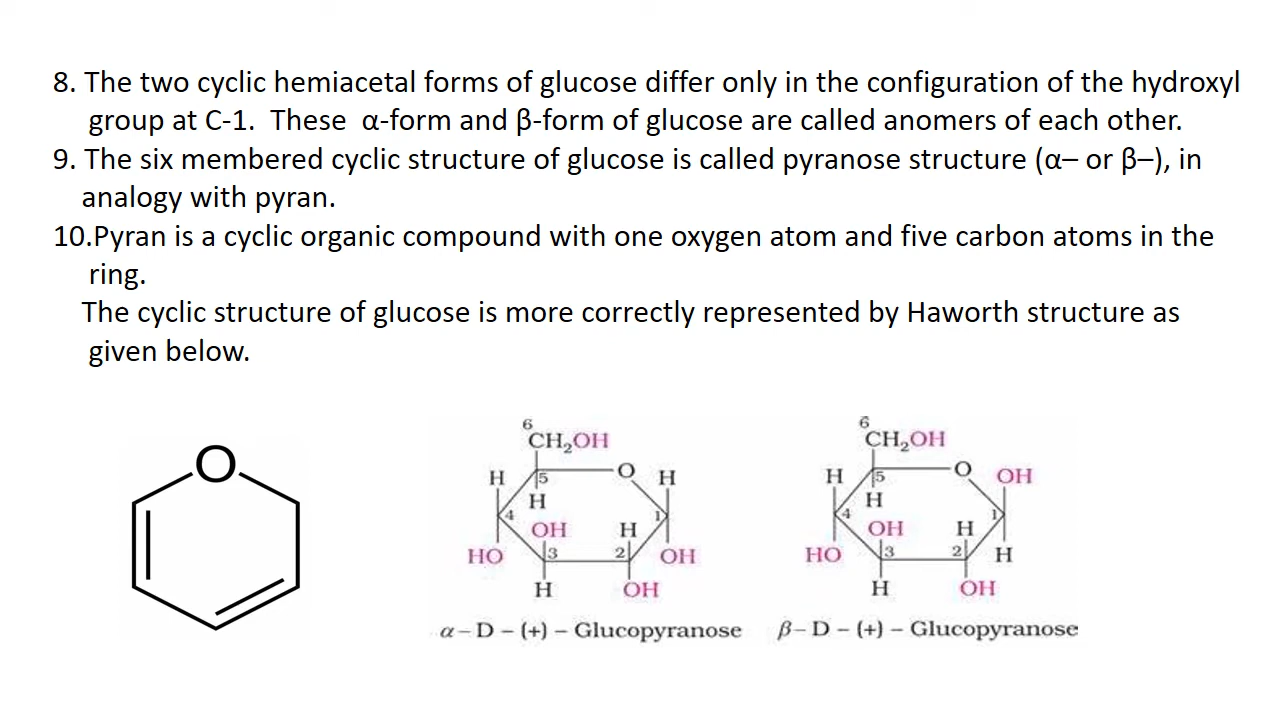 8. The two cyclic hemiacetal forms of glucose differ only in the configuration of the hydroxyl
group at C-1.  These  α-form and β-form of glucose are called anomers of each other.
9. The six membered cyclic structure of glucose is called pyranose structure (α– or β–), in
analogy with pyran.
10.Pyran is a cyclic organic compound with one oxygen atom and five carbon atoms in the
ring.
The cyclic structure of glucose is more correctly represented by Haworth structure as
given below.
O
6
CH₂OH
H 5 O H
H
4 OH H 1
HO 3 2 OH
H OH
α – D – (+) – Glucopyranose
6
CH₂OH
H 5 O OH
H
4 OH H 1
HO 3 2 H
H OH
β – D – (+) – Glucopyranose